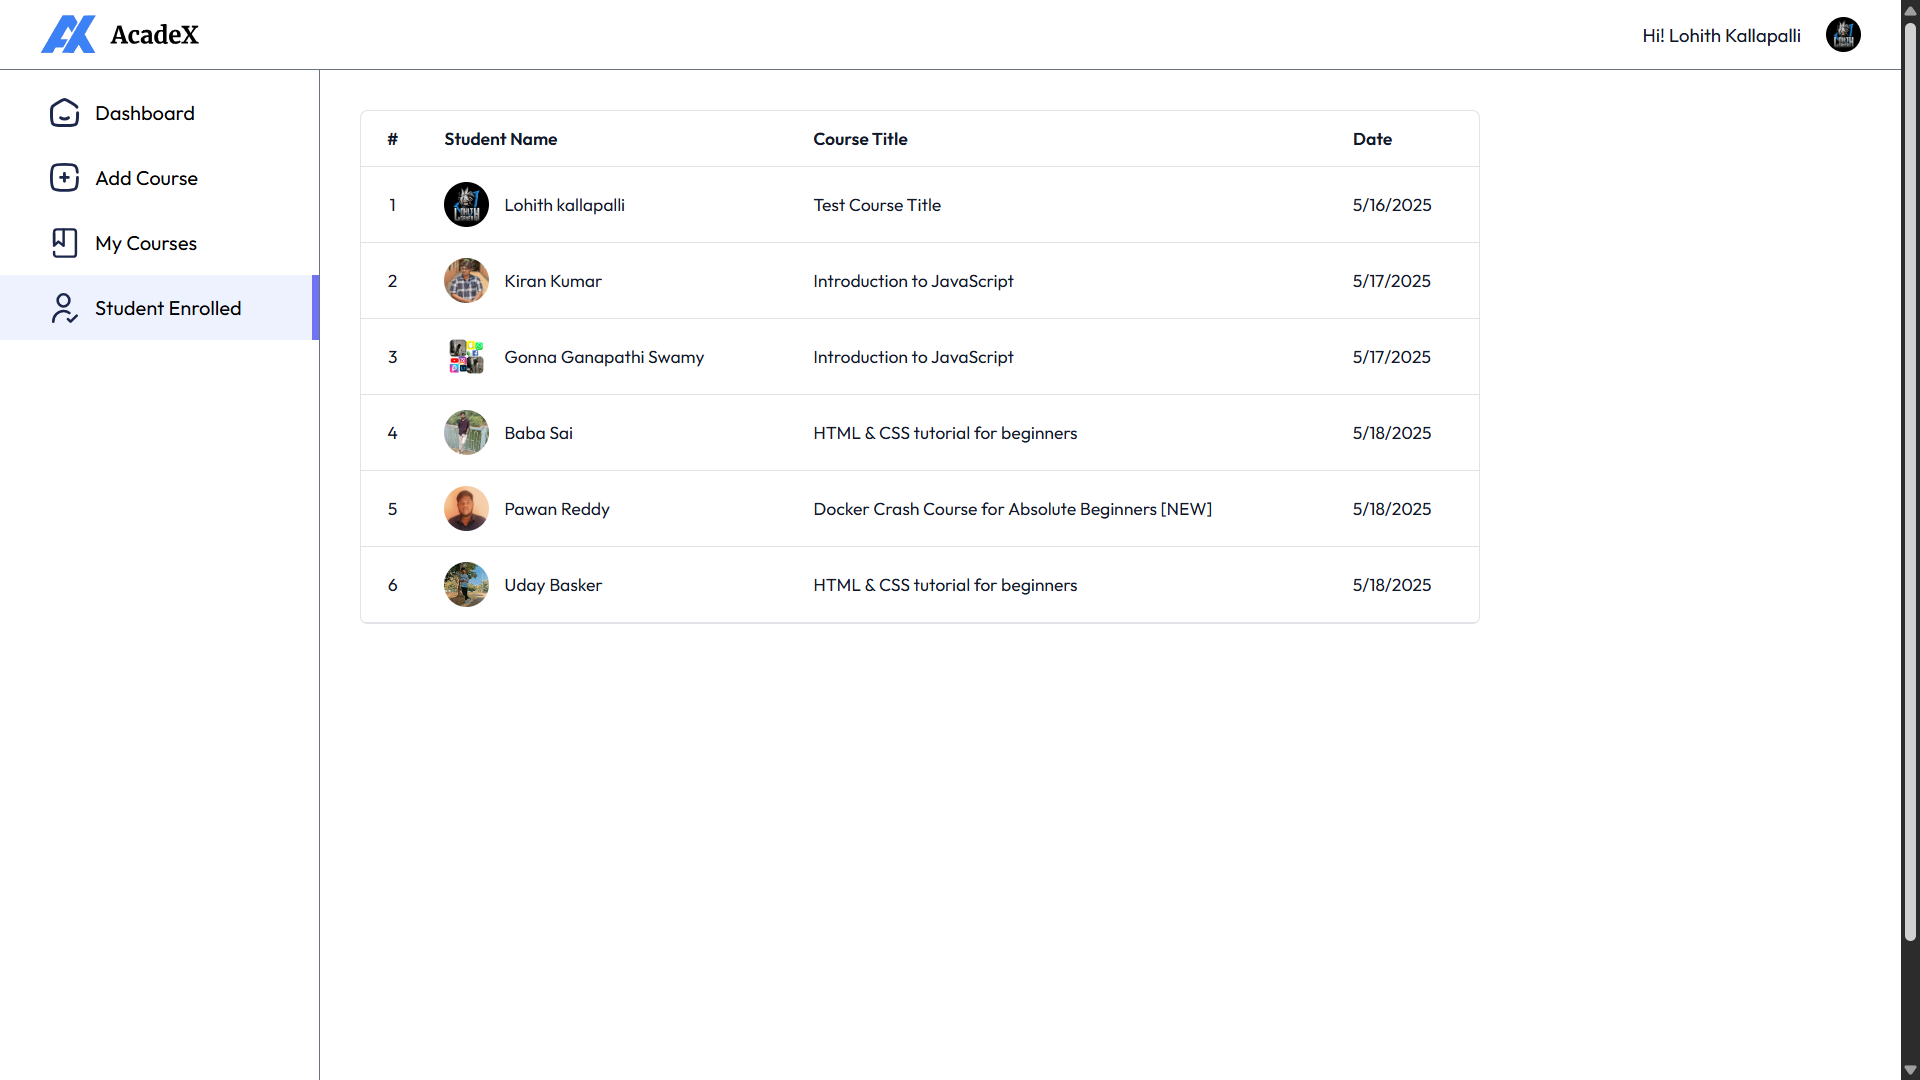 AcadeX
Hi! Lohith Kallapalli
Dashboard
Add Course
My Courses
Student Enrolled
# Student Name Course Title Date
1 Lohith kallapalli Test Course Title 5/16/2025
2 Kiran Kumar Introduction to JavaScript 5/17/2025
3 Gonna Ganapathi Swamy Introduction to JavaScript 5/17/2025
4 Baba Sai HTML & CSS tutorial for beginners 5/18/2025
5 Pawan Reddy Docker Crash Course for Absolute Beginners [NEW] 5/18/2025
6 Uday Basker HTML & CSS tutorial for beginners 5/18/2025